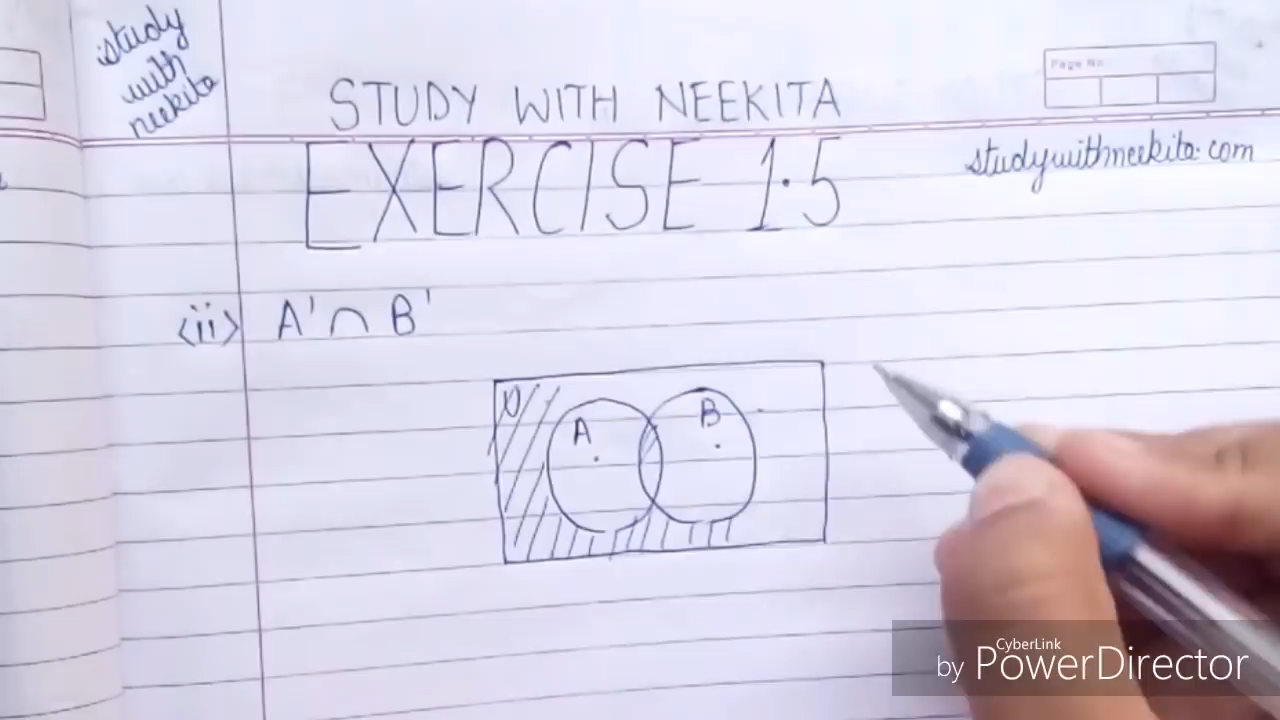 study
with
neekita
STUDY WITH NEEKITA
Page No.
studywithneekita.com
EXERCISE 1.5
(ii) A' ∩ B'
U
A
B
CyberLink
by PowerDirector